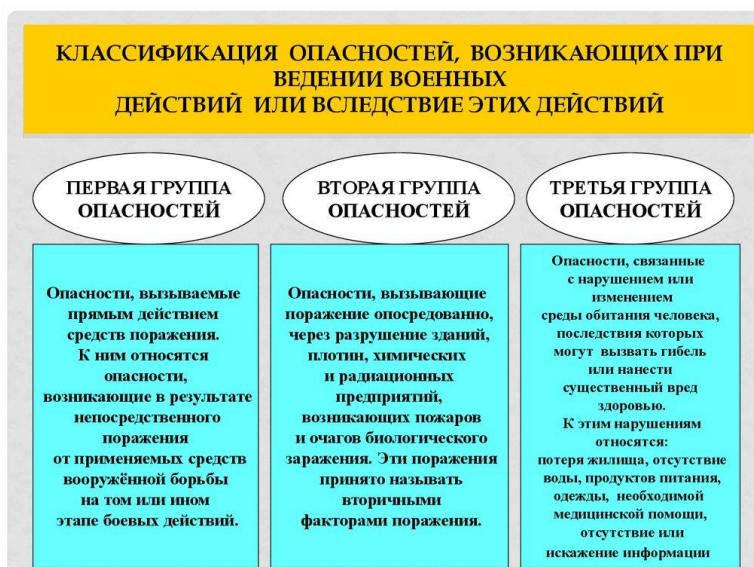 КЛАССИФИКАЦИЯ ОПАСНОСТЕЙ, ВОЗНИКАЮЩИХ ПРИ
ВЕДЕНИИ ВОЕННЫХ
ДЕЙСТВИЙ ИЛИ ВСЛЕДСТВИЕ ЭТИХ ДЕЙСТВИЙ
ПЕРВАЯ ГРУППА
ОПАСНОСТЕЙ
Опасности, вызываемые
прямым действием
средств поражения.
К ним относятся
опасности,
возникающие в результате
непосредственного
поражения
от применяемых средств
вооружённой борьбы
на том или ином
этапе боевых действий.
ВТОРАЯ ГРУППА
ОПАСНОСТЕЙ
Опасности, вызывающие
поражение опосредованно,
через разрушение зданий,
плотин, химических
и радиационных
предприятий,
возникающих пожаров
и очагов биологического
заражения. Эти поражения
принято называть
вторичными
факторами поражения.
ТРЕТЬЯ ГРУППА
ОПАСНОСТЕЙ
Опасности, связанные
с нарушением или
изменением
среды обитания человека,
последствия которых
могут вызвать гибель
или нанести
существенный вред
здоровью.
К этим нарушениям
относятся:
потеря жилища, отсутствие
воды, продуктов питания,
одежды, необходимой
медицинской помощи,
отсутствие или
искажение информации